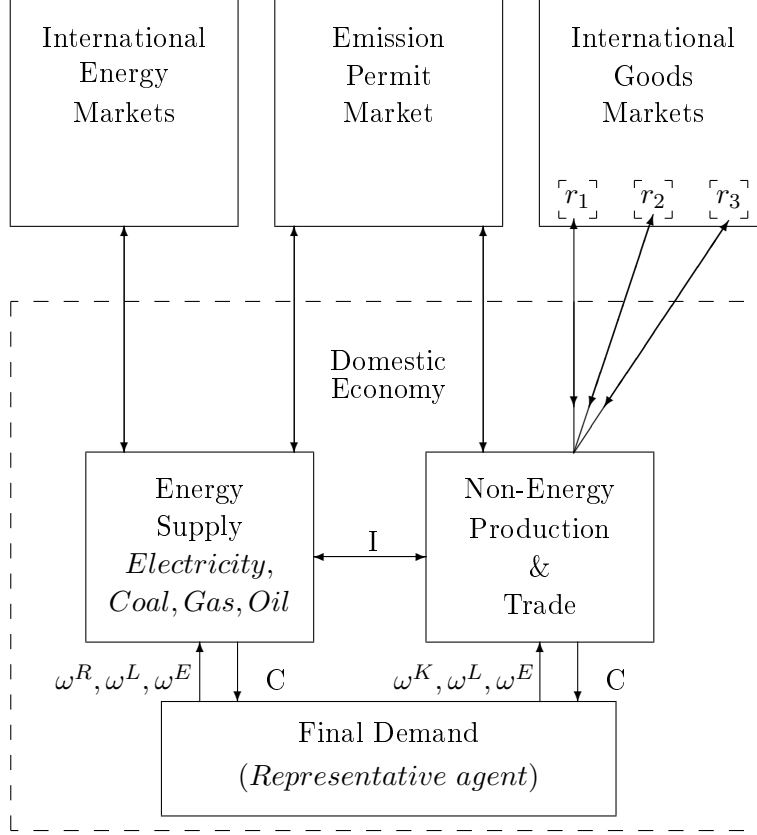 International
Energy
Markets
Emission
Permit
Market
International
Goods
Markets
r₁
r₂
r₃
Domestic
Economy
Energy
Supply
Electricity,
Coal, Gas, Oil
I
Non-Energy
Production
&
Trade
ω^R, ω^L, ω^E
C
ω^K, ω^L, ω^E
C
Final Demand
(Representative agent)